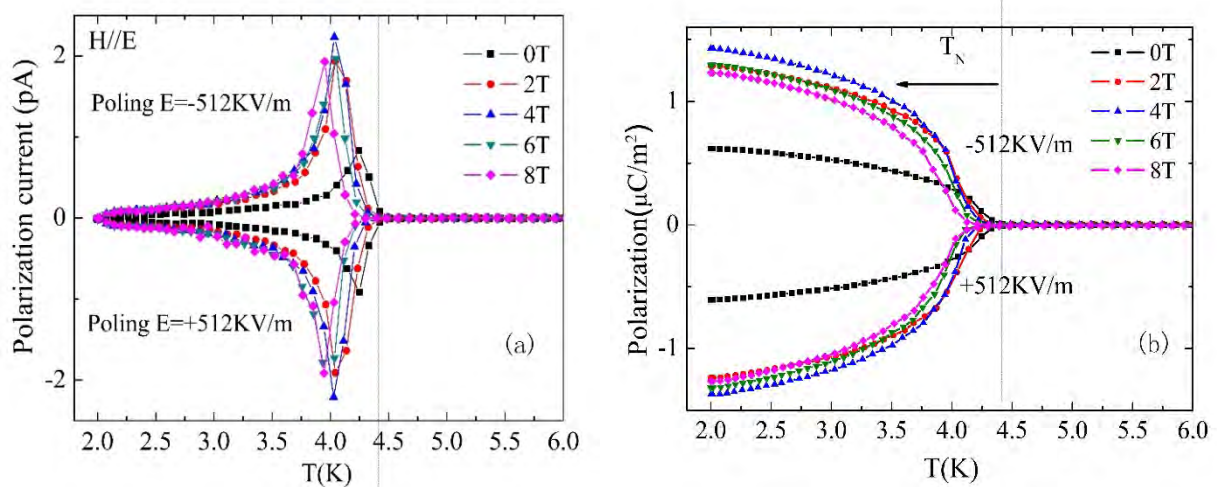 H//E
0T
2T
4T
6T
8T
Poling E=-512KV/m
Poling E=+512KV/m
(a)
Polarization current (pA)
2
0
-2
2.0 2.5 3.0 3.5 4.0 4.5 5.0 5.5 6.0
T(K)
T_N
0T
2T
4T
6T
8T
-512KV/m
+512KV/m
(b)
Polarization(μC/m²)
1
0
-1
2.0 2.5 3.0 3.5 4.0 4.5 5.0 5.5 6.0
T(K)